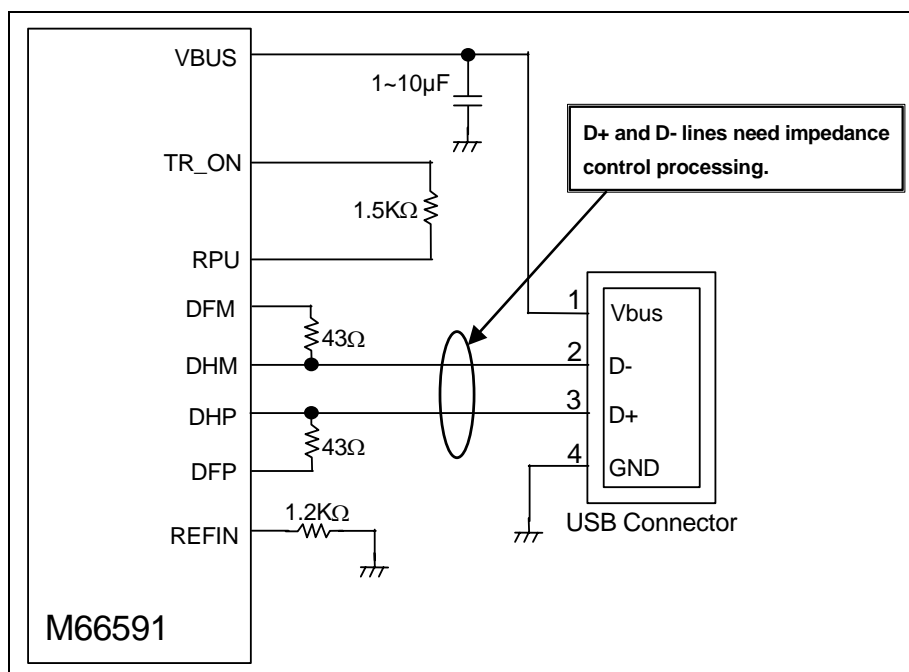 VBUS
1~10µF
D+ and D- lines need impedance
control processing.
TR_ON
1.5KΩ
RPU
DFM
1
Vbus
43Ω
DHM
2
D-
DHP
3
D+
43Ω
4
GND
DFP
1.2KΩ
REFIN
USB Connector
M66591